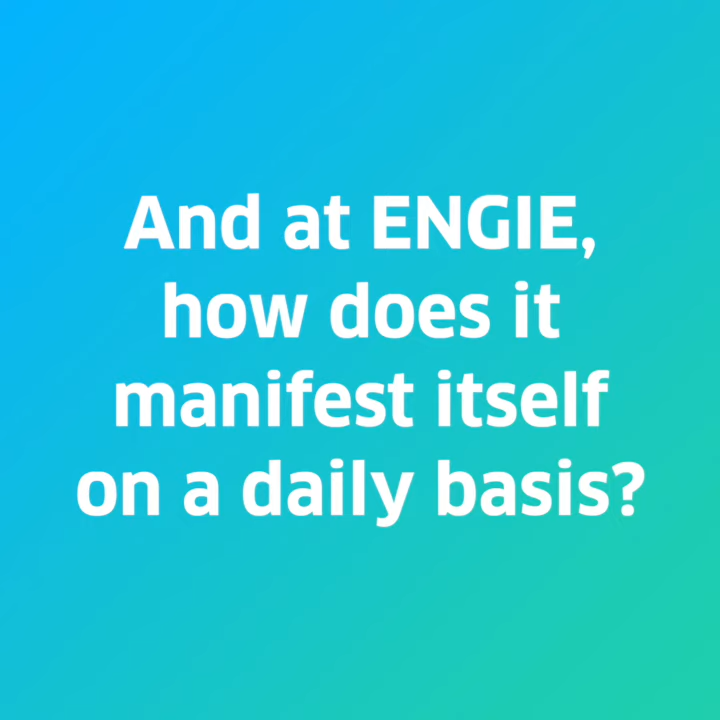 And at ENGIE,
how does it
manifest itself
on a daily basis?